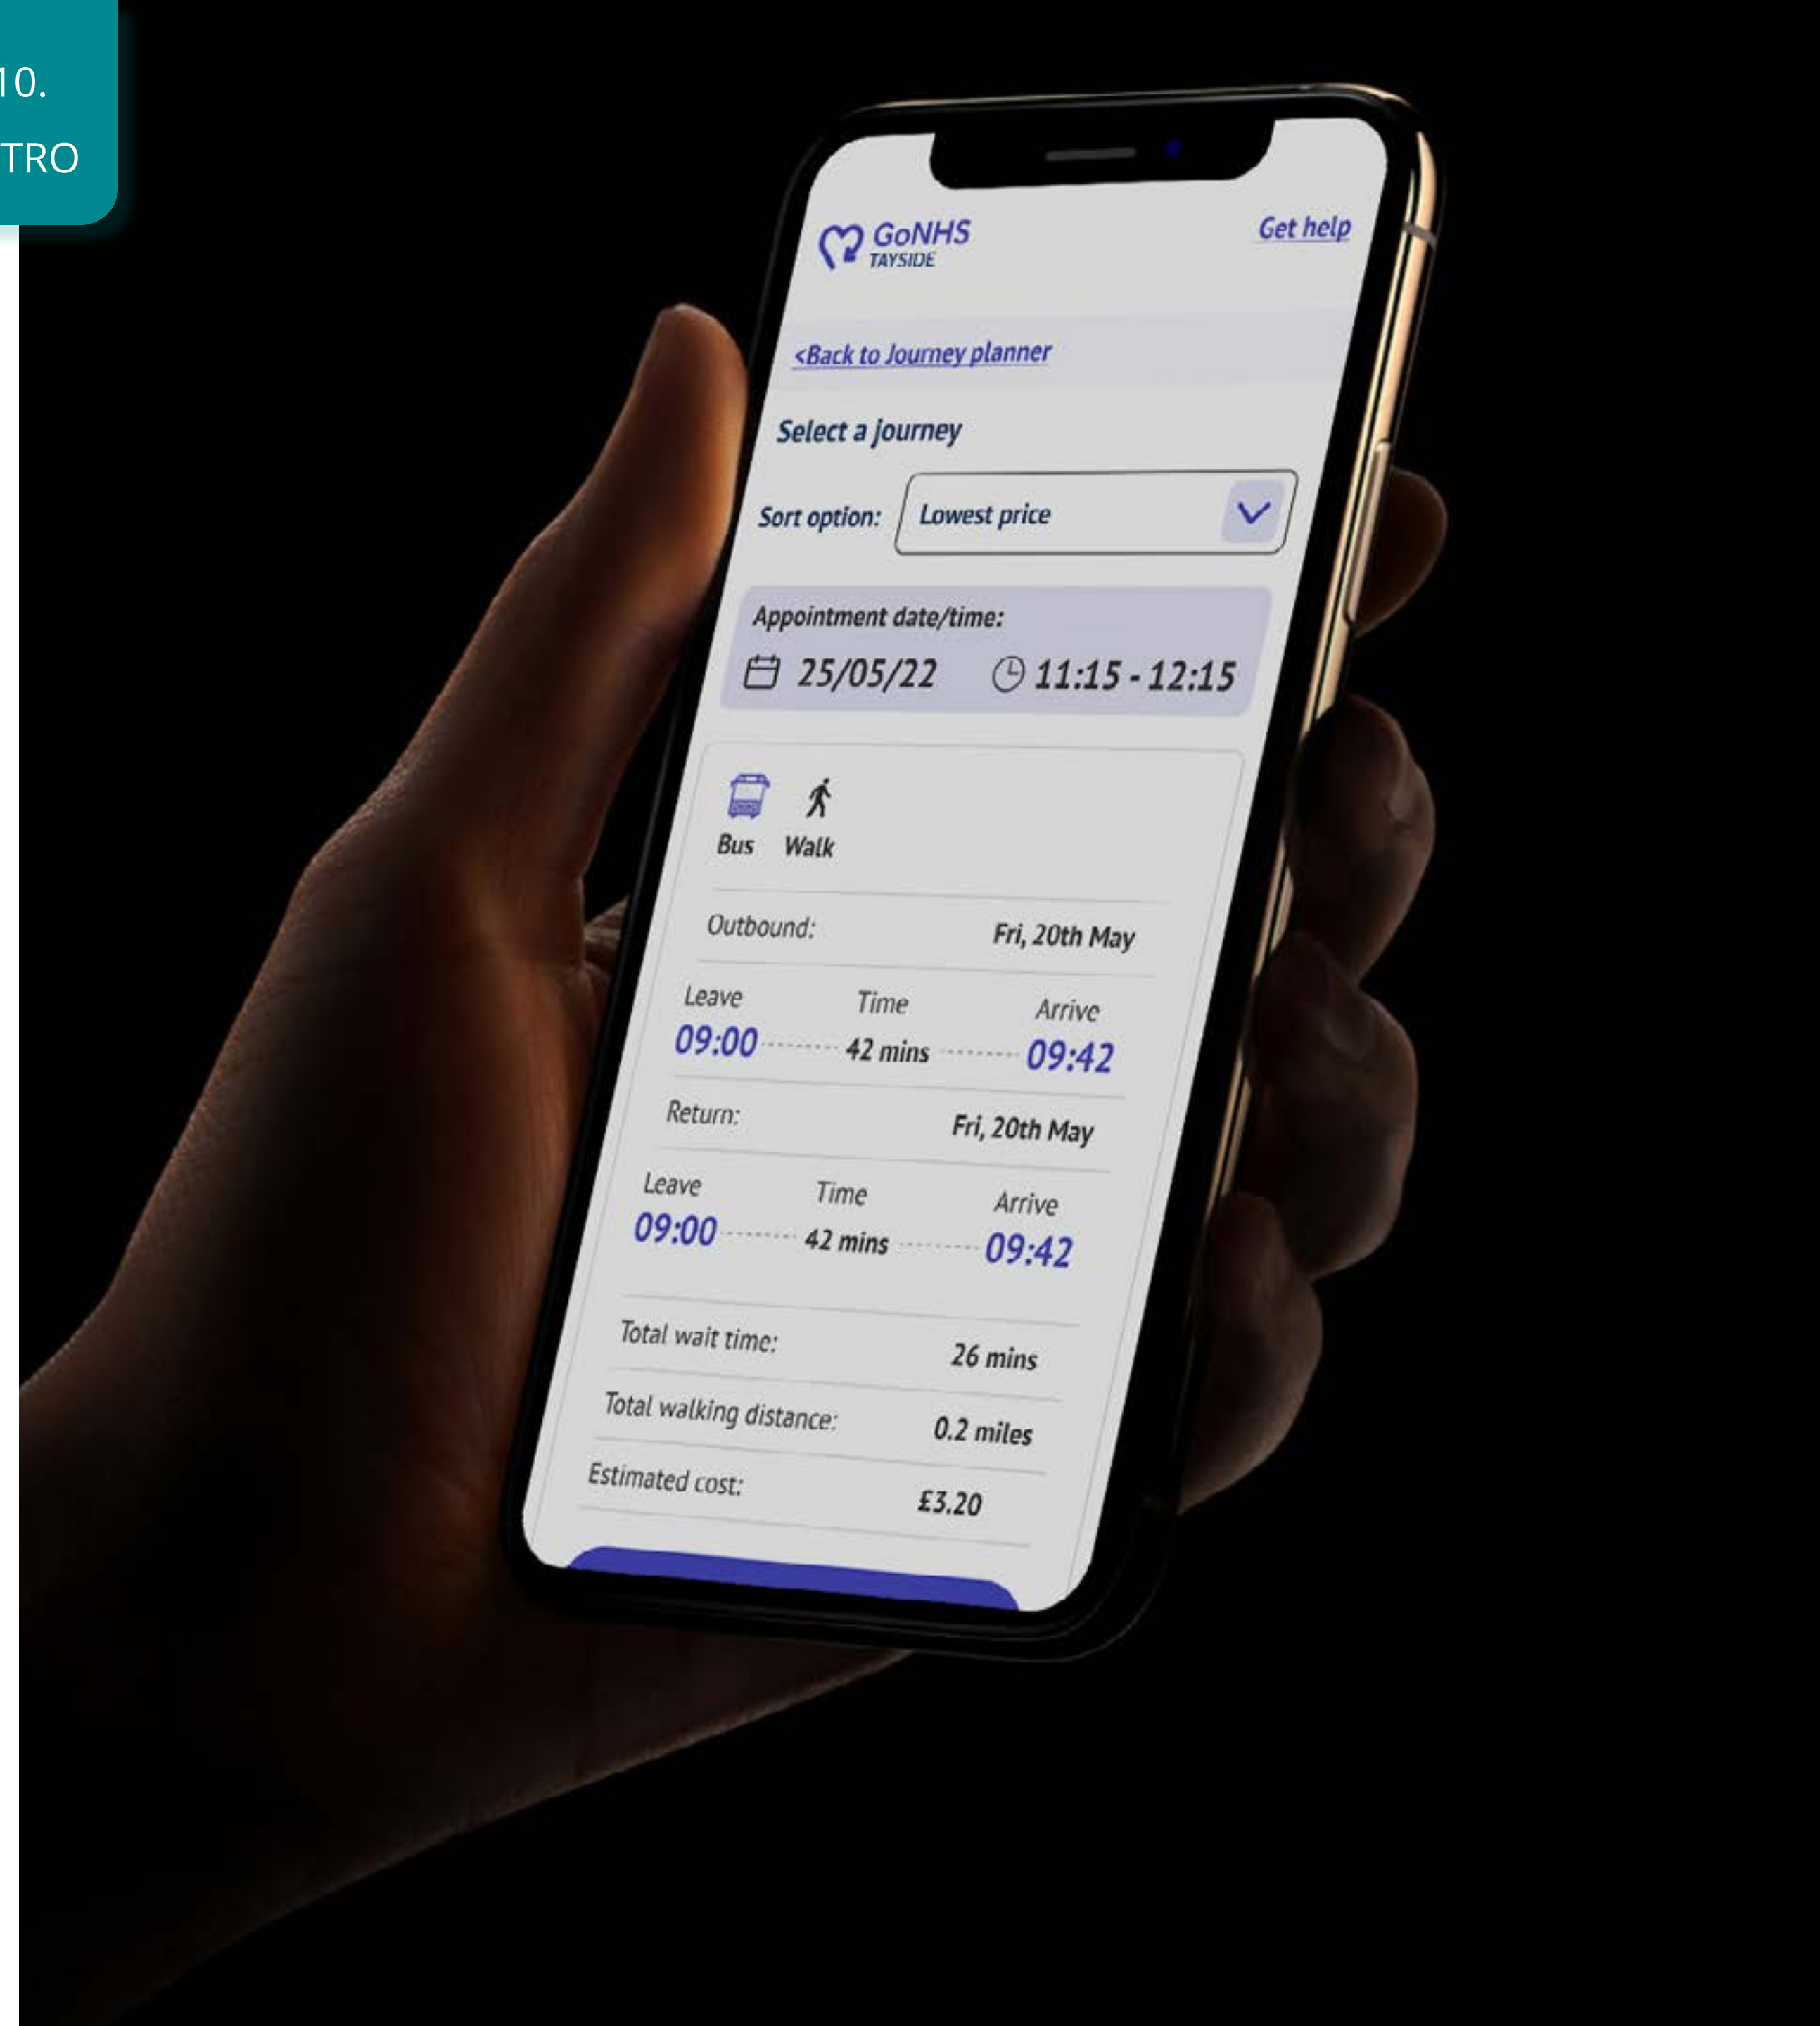 10.
TRO
GoNHS
TAYSIDE
Get help
<Back to Journey planner
Select a journey
Sort option: Lowest price
Appointment date/time:
25/05/22 11:15 - 12:15
Bus Walk
Outbound: Fri, 20th May
Leave Time Arrive
09:00 42 mins 09:42
Return: Fri, 20th May
Leave Time Arrive
09:00 42 mins 09:42
Total wait time: 26 mins
Total walking distance: 0.2 miles
Estimated cost: £3.20